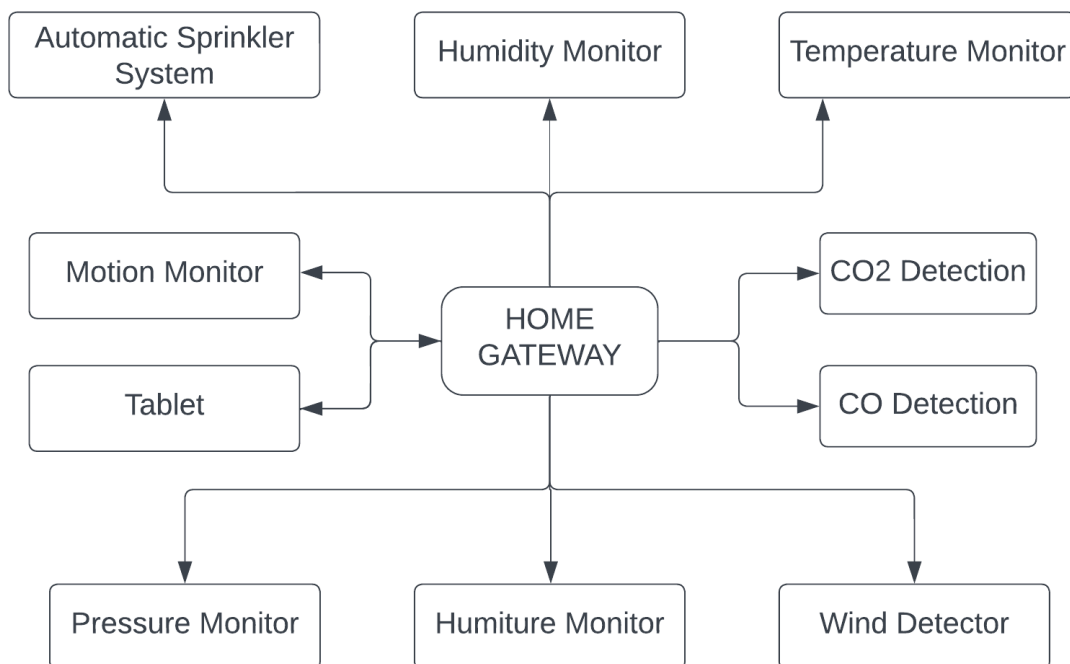 Automatic Sprinkler
System
Humidity Monitor
Temperature Monitor
Motion Monitor
HOME
GATEWAY
CO2 Detection
Tablet
CO Detection
Pressure Monitor
Humiture Monitor
Wind Detector